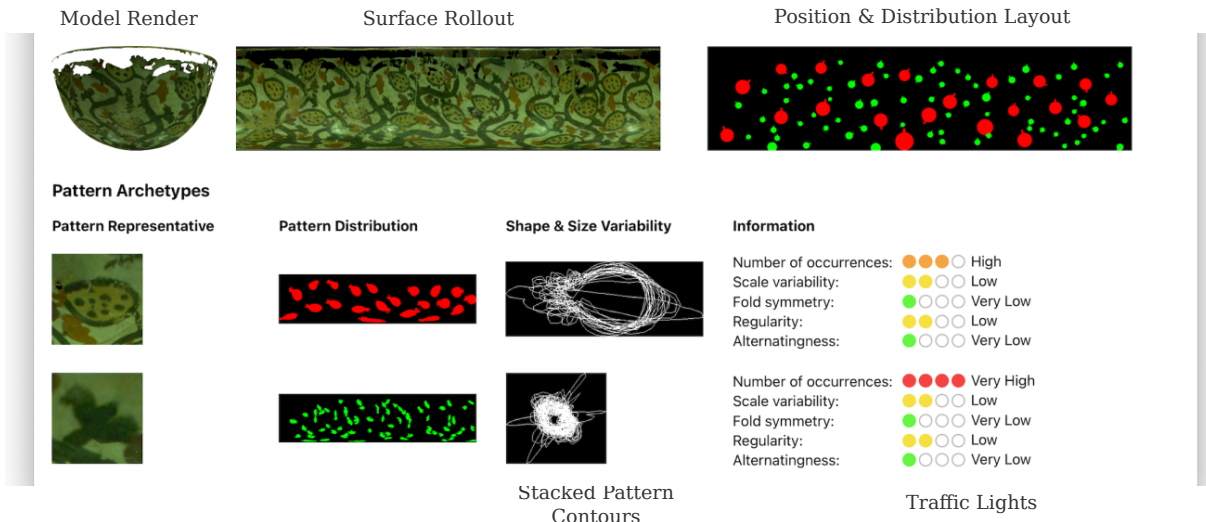 Model Render
Surface Rollout
Position & Distribution Layout
Pattern Archetypes
Pattern Representative
Pattern Distribution
Shape & Size Variability
Information
Number of occurrences: High
Scale variability: Low
Fold symmetry: Very Low
Regularity: Low
Alternatingness: Very Low
Number of occurrences: Very High
Scale variability: Low
Fold symmetry: Very Low
Regularity: Low
Alternatingness: Very Low
Stacked Pattern
Contours
Traffic Lights